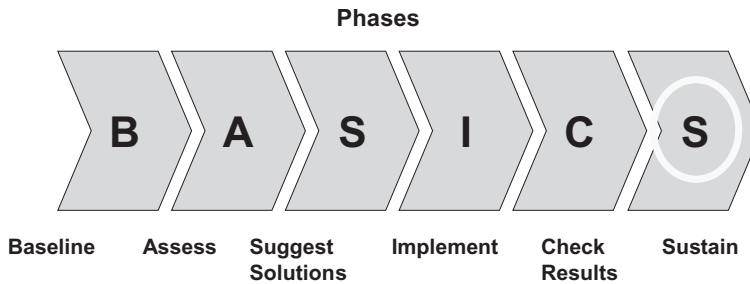 Phases
B A S I C S
Baseline Assess Suggest Implement Check Sustain
Solutions Results